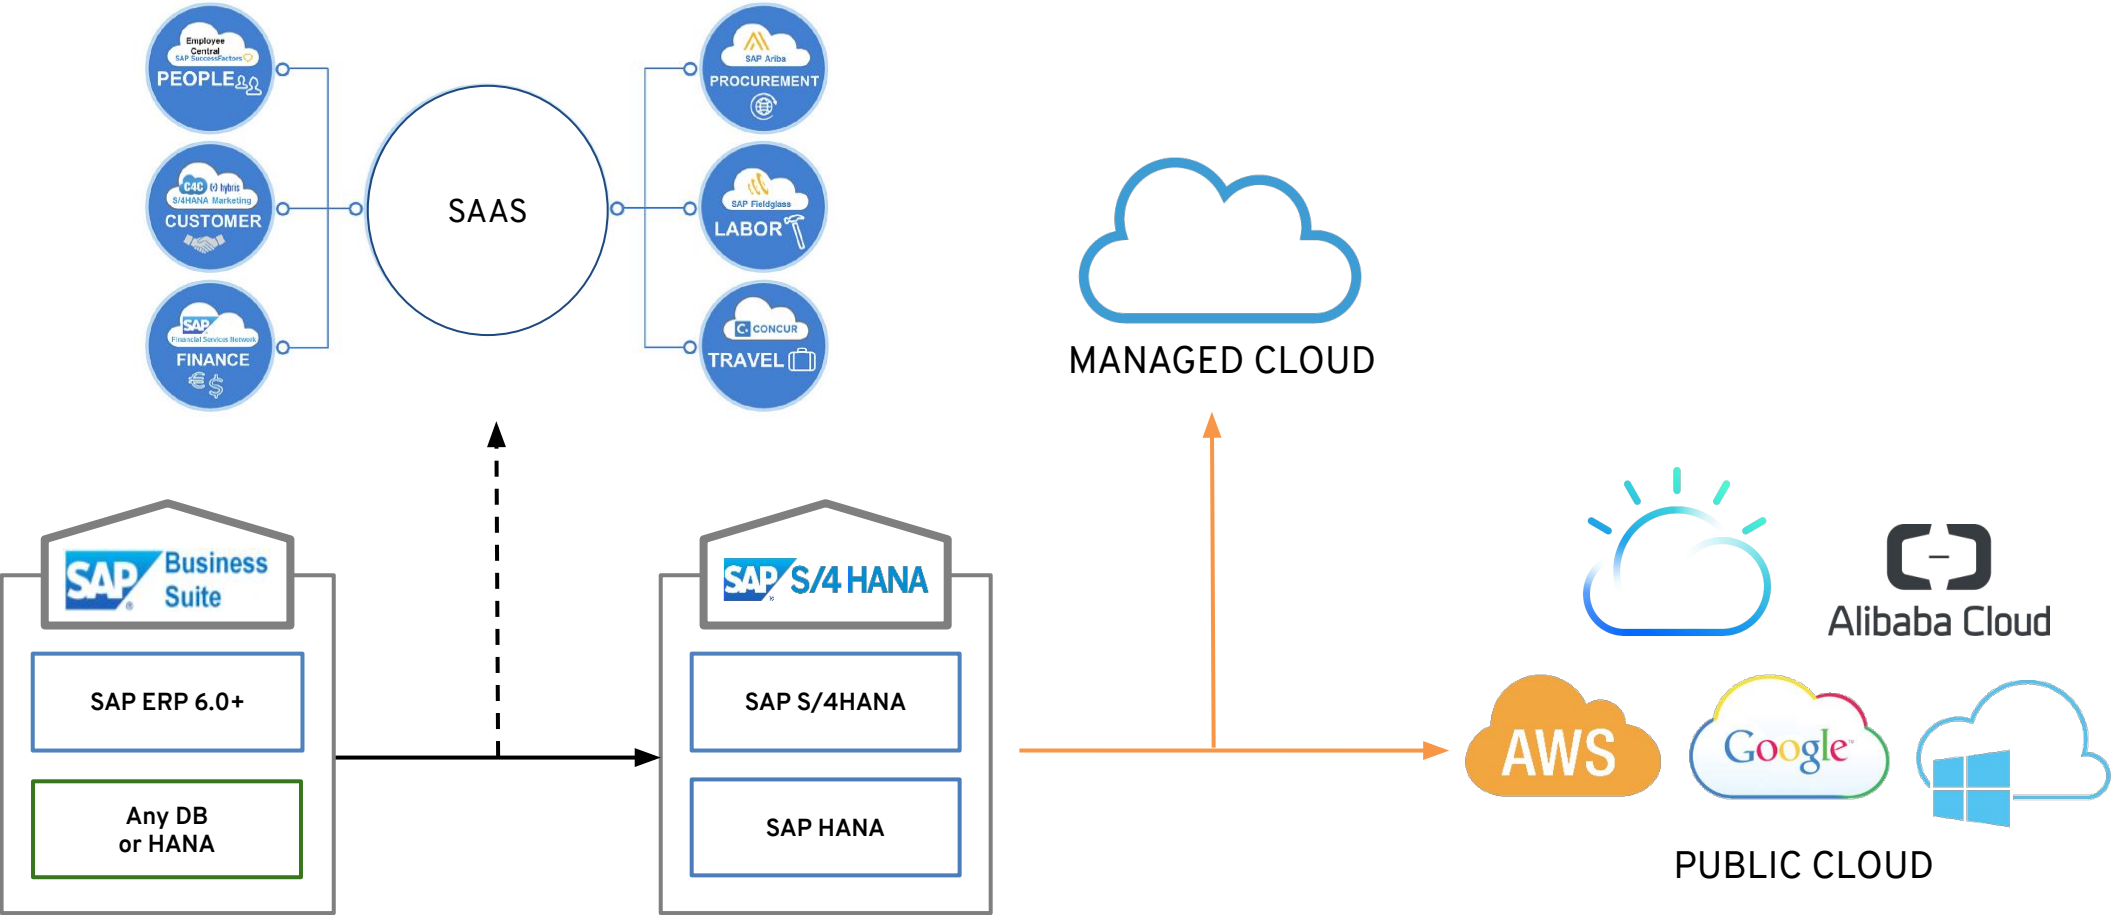 Employee
Central
SAP SuccessFactors
PEOPLE
C4C (y) hybris
S/4HANA Marketing
CUSTOMER
SAP
Financial Services Network
FINANCE
€ $
SAAS
SAP Ariba
PROCUREMENT
SAP Fieldglass
LABOR
C. CONCUR
TRAVEL
MANAGED CLOUD
SAP® Business
Suite
SAP ERP 6.0+
Any DB
or HANA
SAP S/4 HANA
SAP S/4HANA
SAP HANA
Alibaba Cloud
AWS
Google™
PUBLIC CLOUD